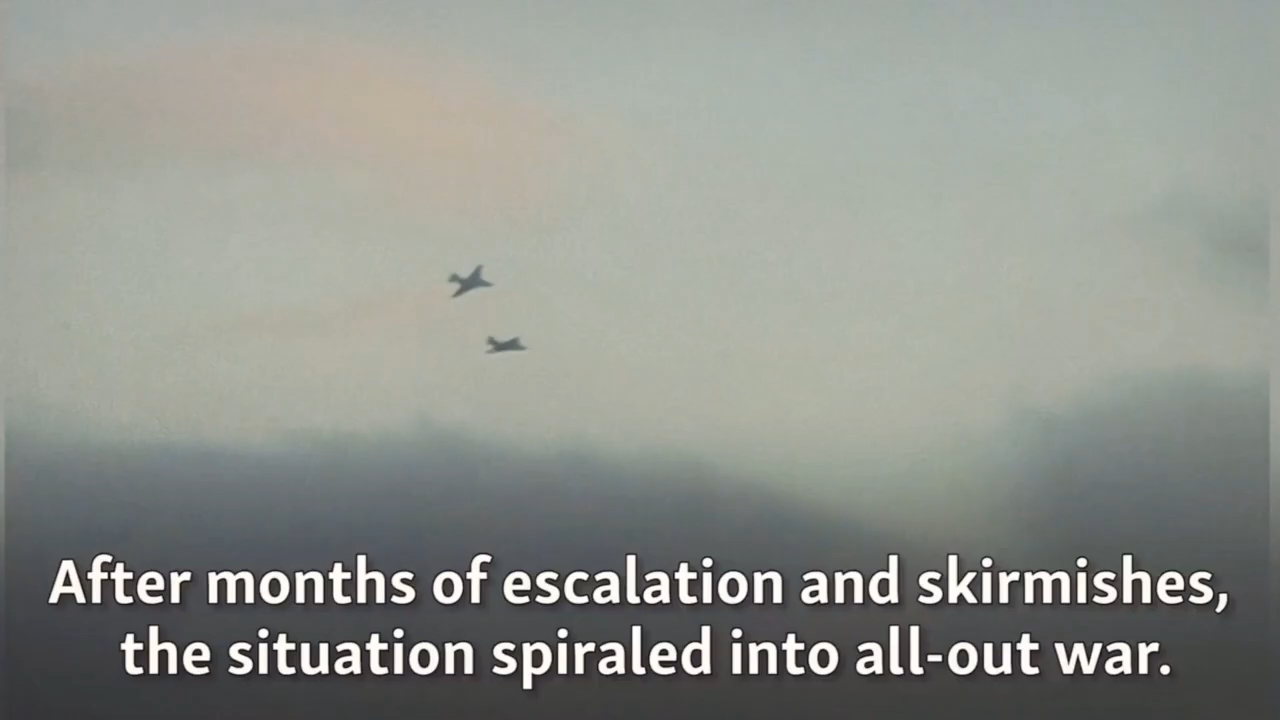 After months of escalation and skirmishes,
the situation spiraled into all-out war.